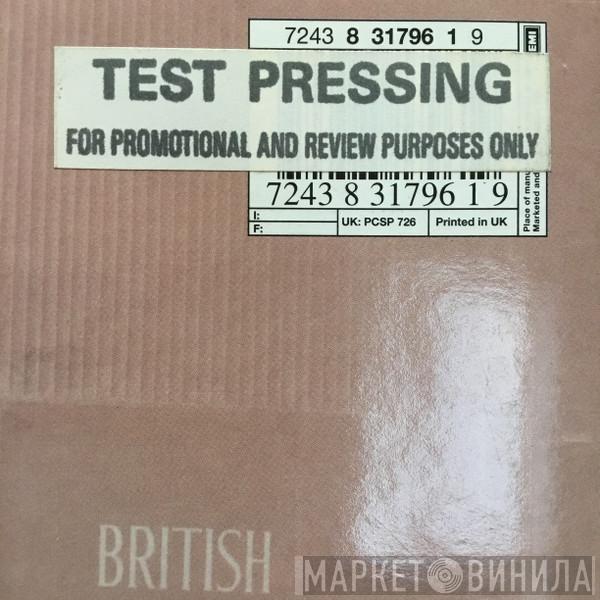 7243 8 31796 1 9
EMI
TEST PRESSING
FOR PROMOTIONAL AND REVIEW PURPOSES ONLY
7243 8 31796 1 9
I:
F:
UK: PCSP 726
Printed in UK
Place of manu
Marketed and
BRITISH
МАРКЕТ ВИНИЛА